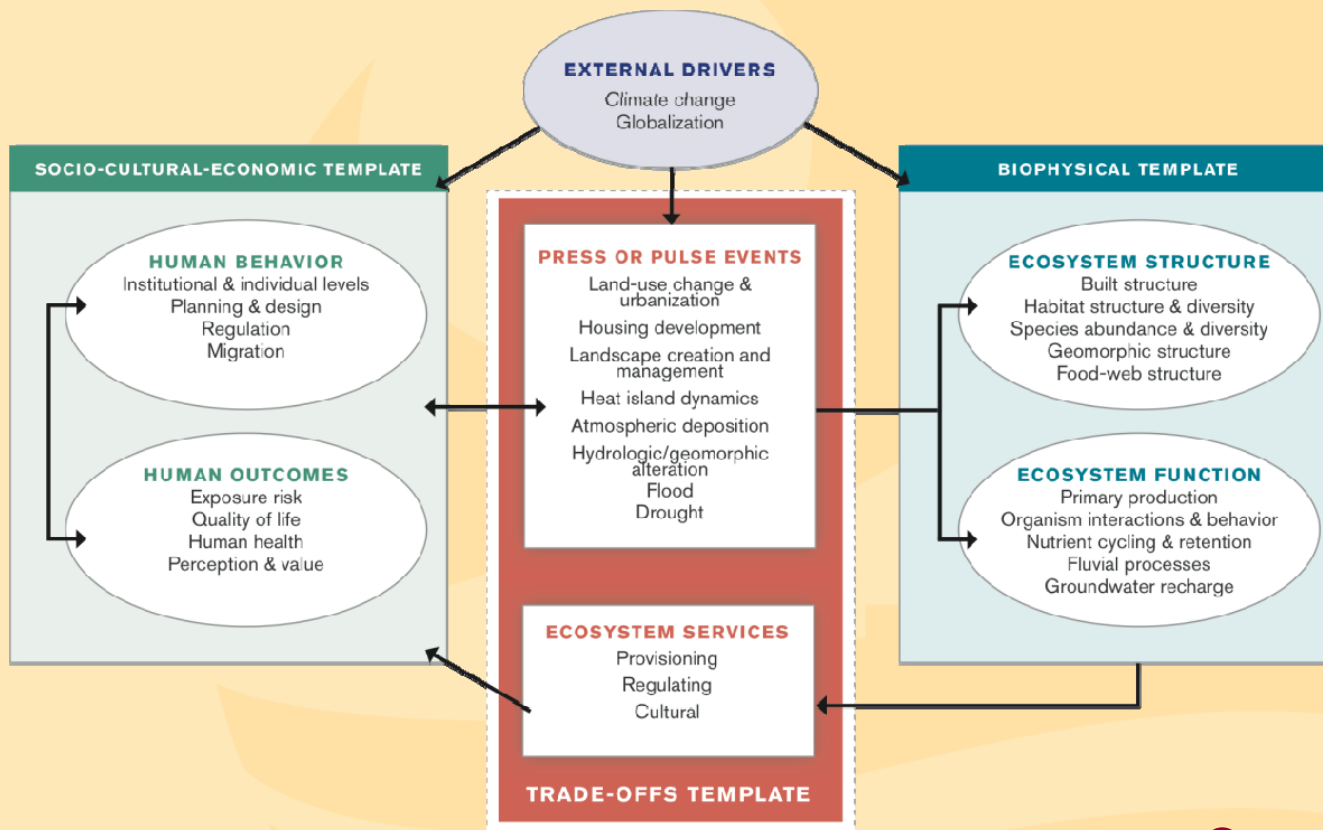 EXTERNAL DRIVERS
Climate change
Globalization
SOCIO-CULTURAL-ECONOMIC TEMPLATE
HUMAN BEHAVIOR
Institutional & individual levels
Planning & design
Regulation
Migration
HUMAN OUTCOMES
Exposure risk
Quality of life
Human health
Perception & value
PRESS OR PULSE EVENTS
Land-use change &
urbanization
Housing development
Landscape creation and
management
Heat island dynamics
Atmospheric deposition
Hydrologic/geomorphic
alteration
Flood
Drought
ECOSYSTEM SERVICES
Provisioning
Regulating
Cultural
TRADE-OFFS TEMPLATE
BIOPHYSICAL TEMPLATE
ECOSYSTEM STRUCTURE
Built structure
Habitat structure & diversity
Species abundance & diversity
Geomorphic structure
Food-web structure
ECOSYSTEM FUNCTION
Primary production
Organism interactions & behavior
Nutrient cycling & retention
Fluvial processes
Groundwater recharge